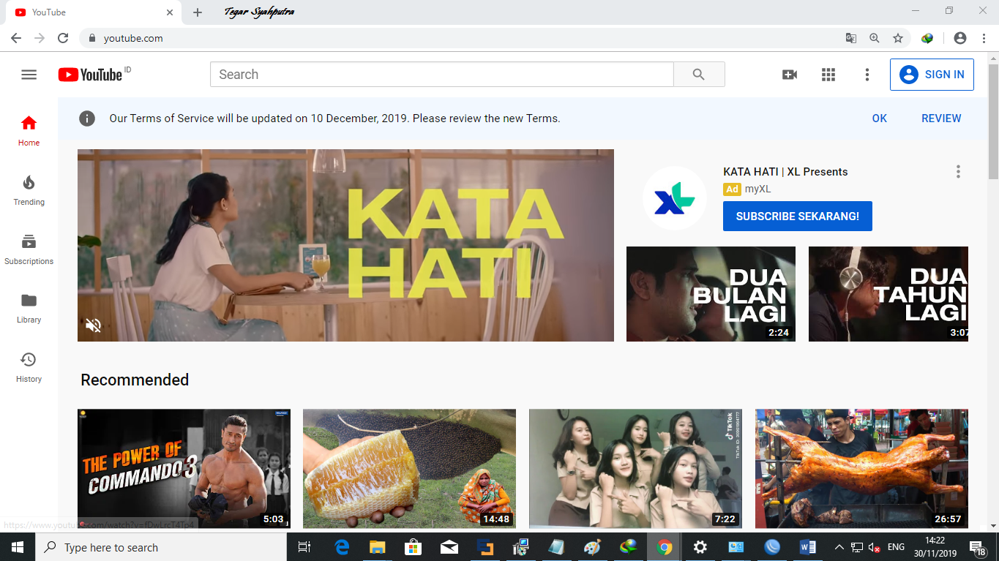 YouTube
Tegar Syahputra
youtube.com
YouTube ID
Search
SIGN IN
Our Terms of Service will be updated on 10 December, 2019. Please review the new Terms.
OK
REVIEW
Home
Trending
Subscriptions
Library
History
KATA
HATI
KATA HATI | XL Presents
Ad myXL
SUBSCRIBE SEKARANG!
XL
DUA
BULAN
LAGI
2:24
DUA
TAHUN
LAGI
3:07
Recommended
THE POWER OF
COMMANDO 3
5:03
14:48
TikTok
7:22
26:57
https://www.youtube.com/watch?v=fDwLrcT4Tp4
Type here to search
ENG
14:22
30/11/2019
18